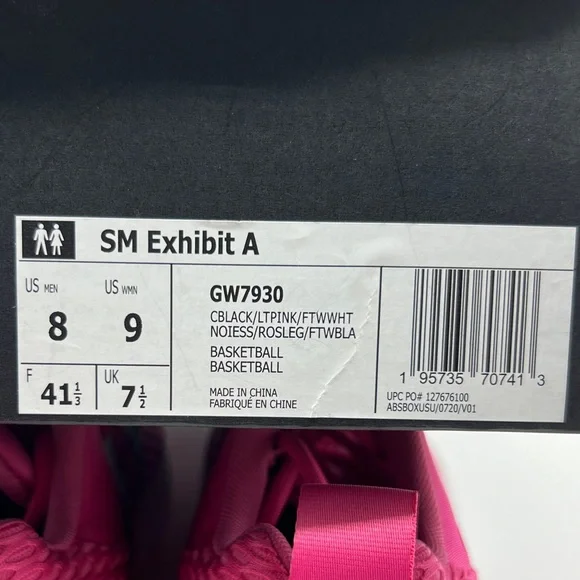 SM Exhibit A
US MEN US WMN
8 9
F 41 1/3 UK 7 1/2
GW7930
CBLACK/LTPINK/FTWWHT
NOIESS/ROSLEG/FTWBLA
BASKETBALL
BASKETBALL
MADE IN CHINA
FABRIQUÉ EN CHINE
1 95735 70741 3
UPC PO# 127676100
ABSBOXUSU/0720/V01